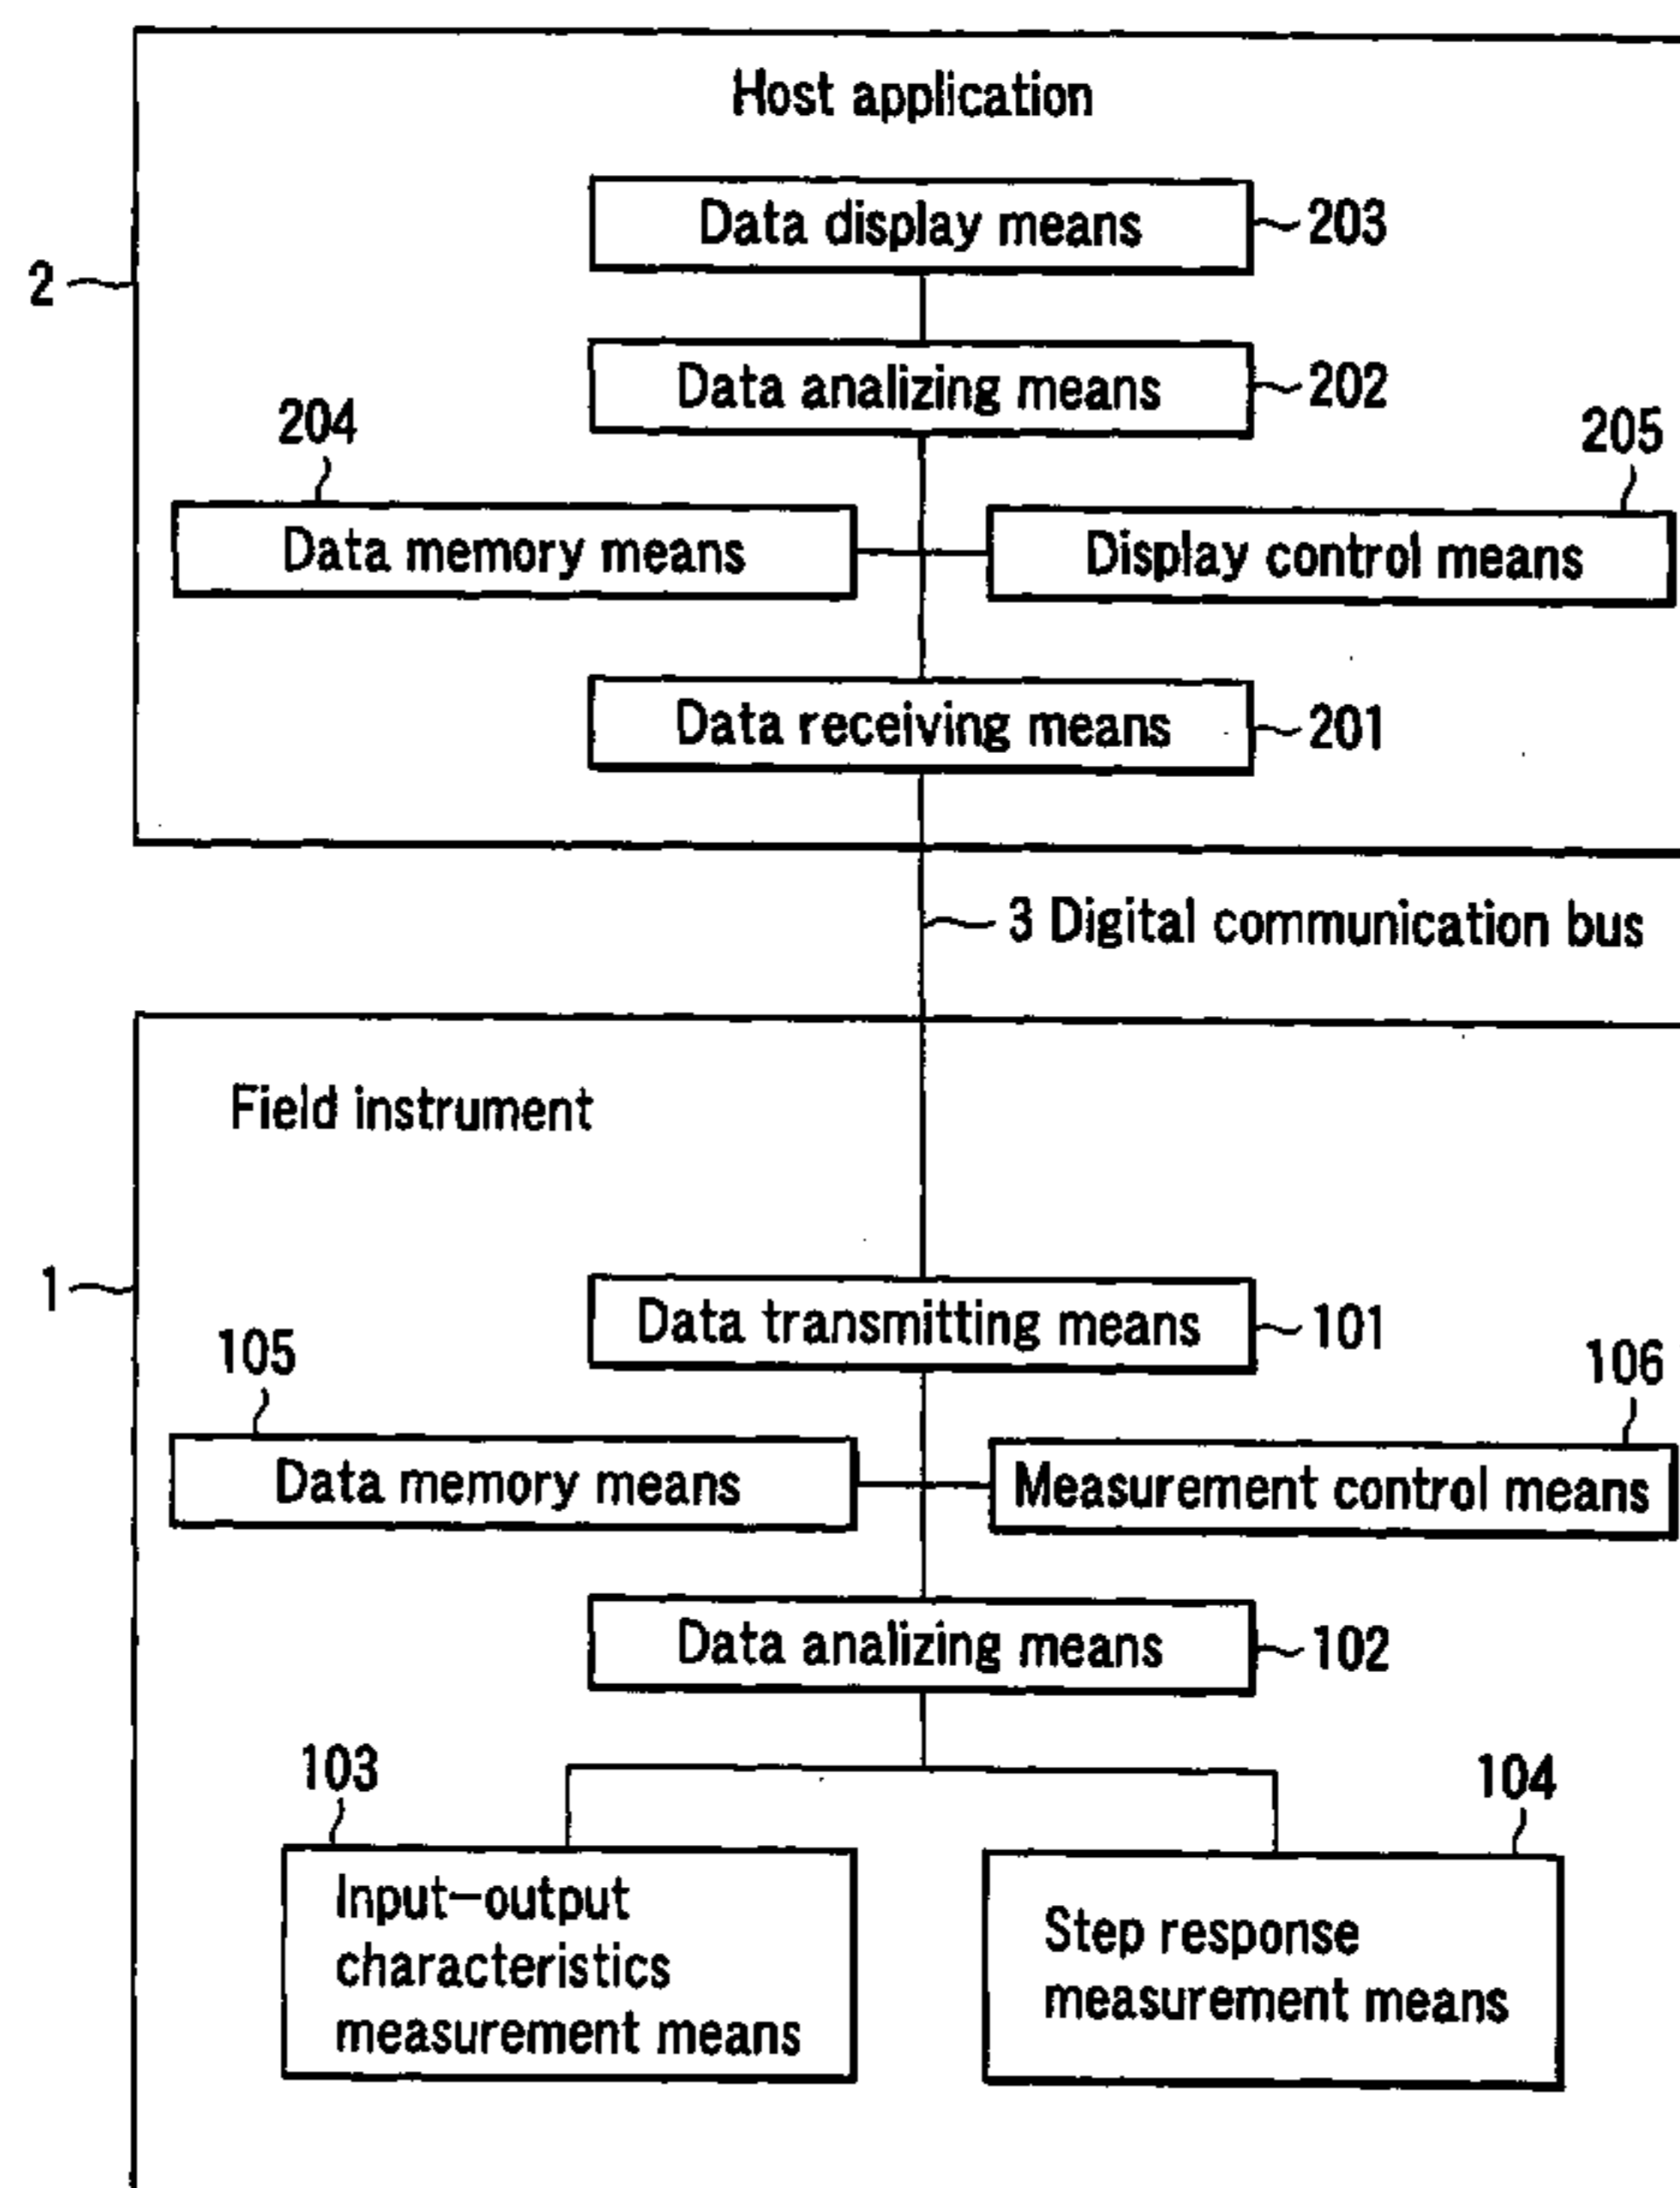 Host application
Data display means
203
2
Data analizing means
202
204
205
Data memory means
Display control means
Data receiving means
201
3 Digital communication bus
Field instrument
1
Data transmitting means
101
105
106
Data memory means
Measurement control means
Data analizing means
102
103
104
Input-output
characteristics
measurement means
Step response
measurement means